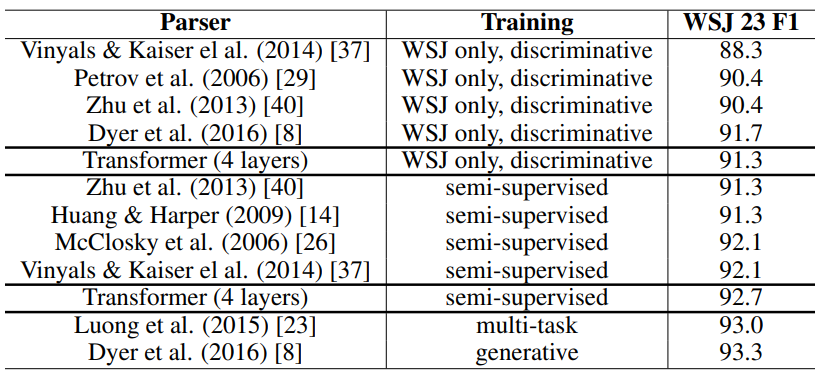 Parser Training WSJ 23 F1
Vinyals & Kaiser el al. (2014) [37] WSJ only, discriminative 88.3
Petrov et al. (2006) [29] WSJ only, discriminative 90.4
Zhu et al. (2013) [40] WSJ only, discriminative 90.4
Dyer et al. (2016) [8] WSJ only, discriminative 91.7
Transformer (4 layers) WSJ only, discriminative 91.3
Zhu et al. (2013) [40] semi-supervised 91.3
Huang & Harper (2009) [14] semi-supervised 91.3
McClosky et al. (2006) [26] semi-supervised 92.1
Vinyals & Kaiser el al. (2014) [37] semi-supervised 92.1
Transformer (4 layers) semi-supervised 92.7
Luong et al. (2015) [23] multi-task 93.0
Dyer et al. (2016) [8] generative 93.3